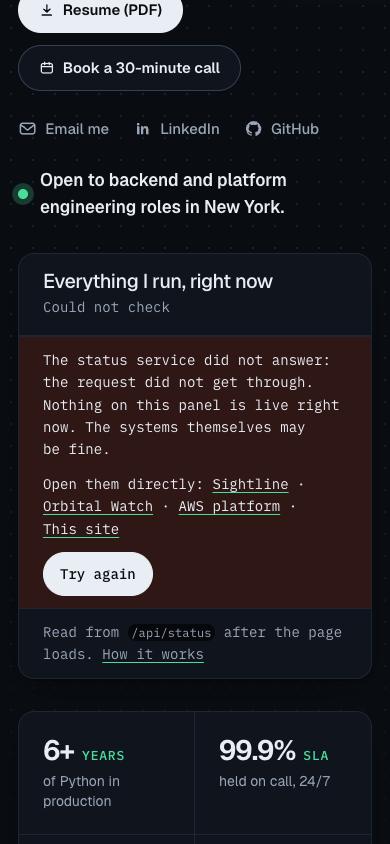 Resume (PDF)
Book a 30-minute call
Email me
LinkedIn
GitHub
Open to backend and platform
engineering roles in New York.
Everything I run, right now
Could not check
The status service did not answer:
the request did not get through.
Nothing on this panel is live right
now. The systems themselves may
be fine.
Open them directly: Sightline ·
Orbital Watch · AWS platform ·
This site
Try again
Read from /api/status after the page
loads. How it works
6+ YEARS
of Python in
production
99.9% SLA
held on call, 24/7